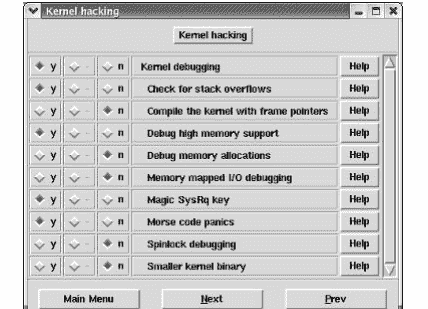 Kernel hacking
Kernel hacking
y - n Kernel debugging Help
y - n Check for stack overflows Help
y - n Compile the kernel with frame pointers Help
y - n Debug high memory support Help
y - n Debug memory allocations Help
y - n Memory mapped I/O debugging Help
y - n Magic SysRq key Help
y - n Morse code panics Help
y - n Spinlock debugging Help
y - n Smaller kernel binary Help
Main Menu Next Prev